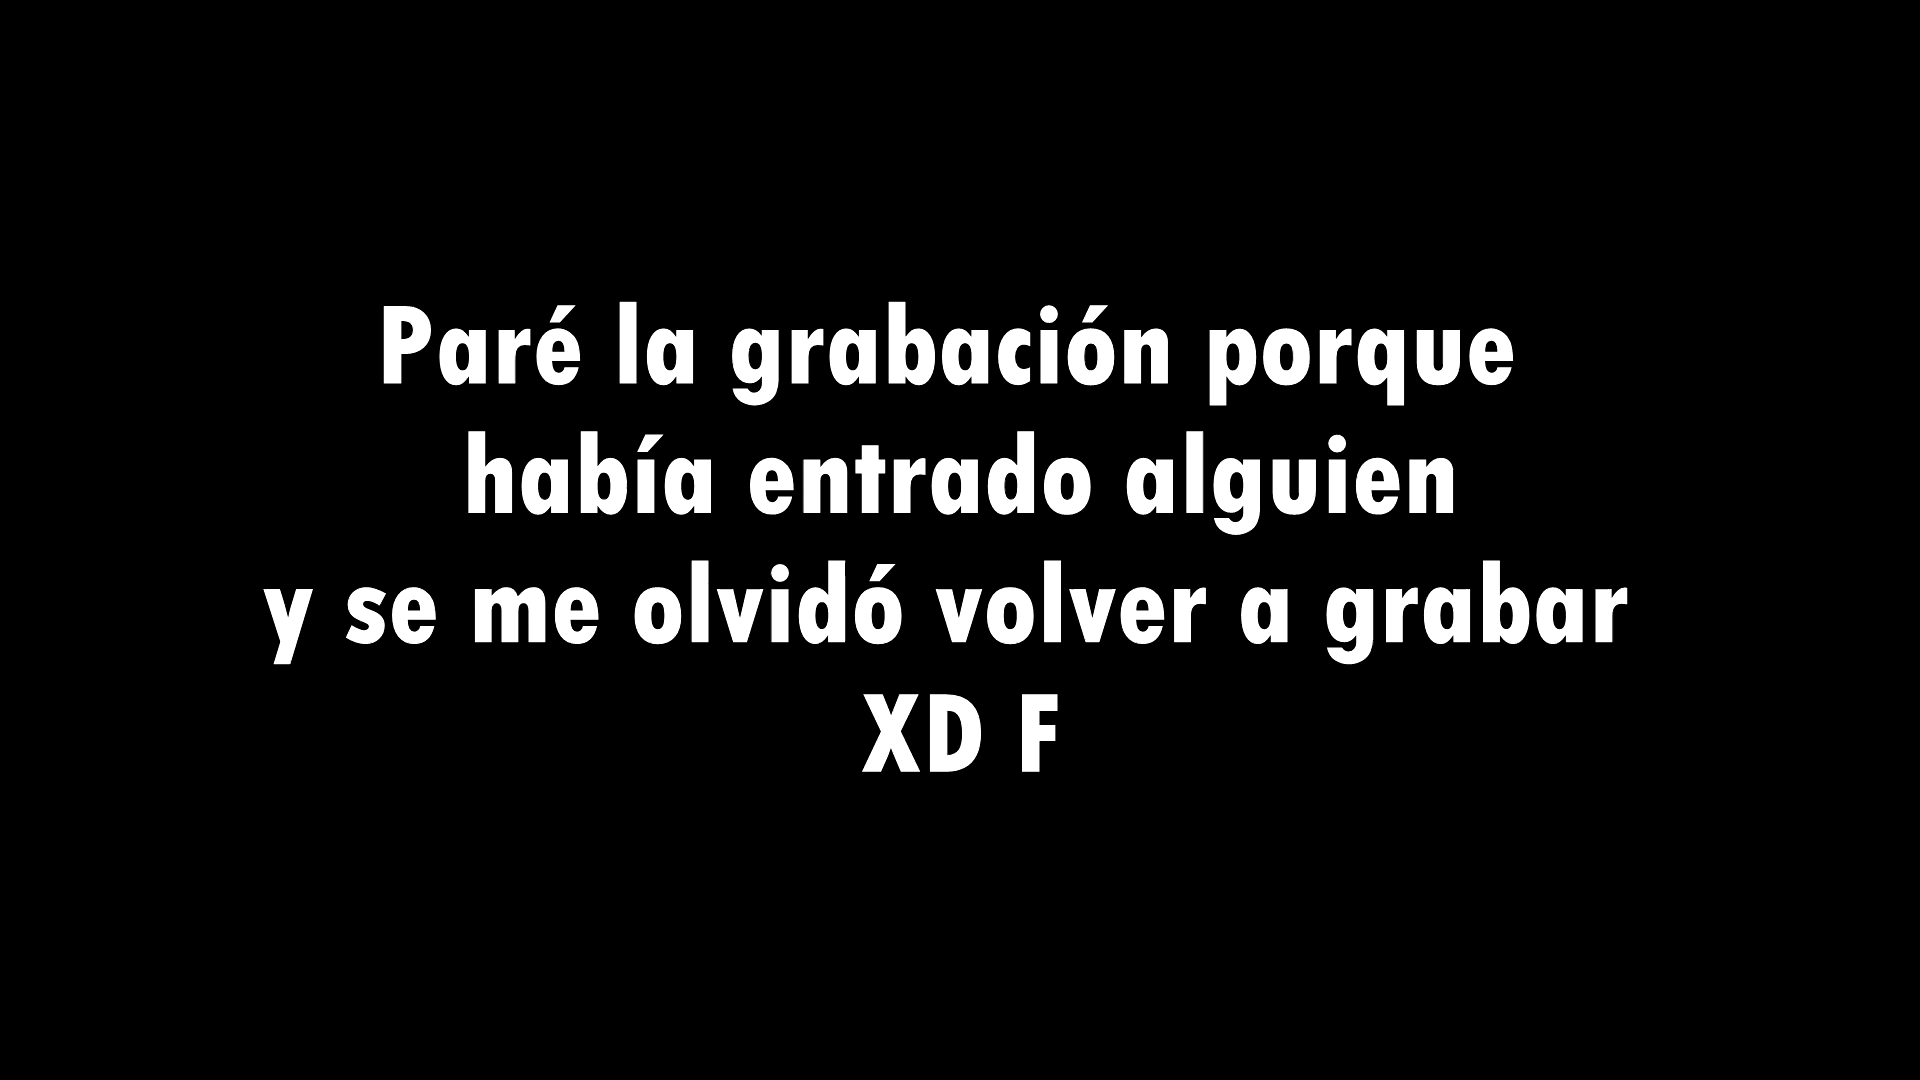 Paré la grabación porque
había entrado alguien
y se me olvidó volver a grabar
XD F